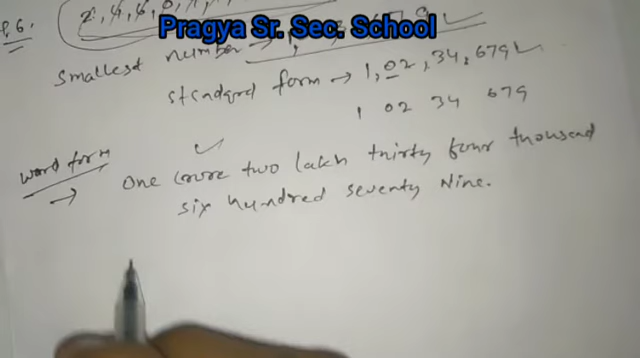 Q.6.
Pragya Sr. Sec. School
Smallest number →
standard form → 1,02,34,679
1 02 34 679
word form
→ One crore two lakh thirty four thousand
six hundred seventy Nine.